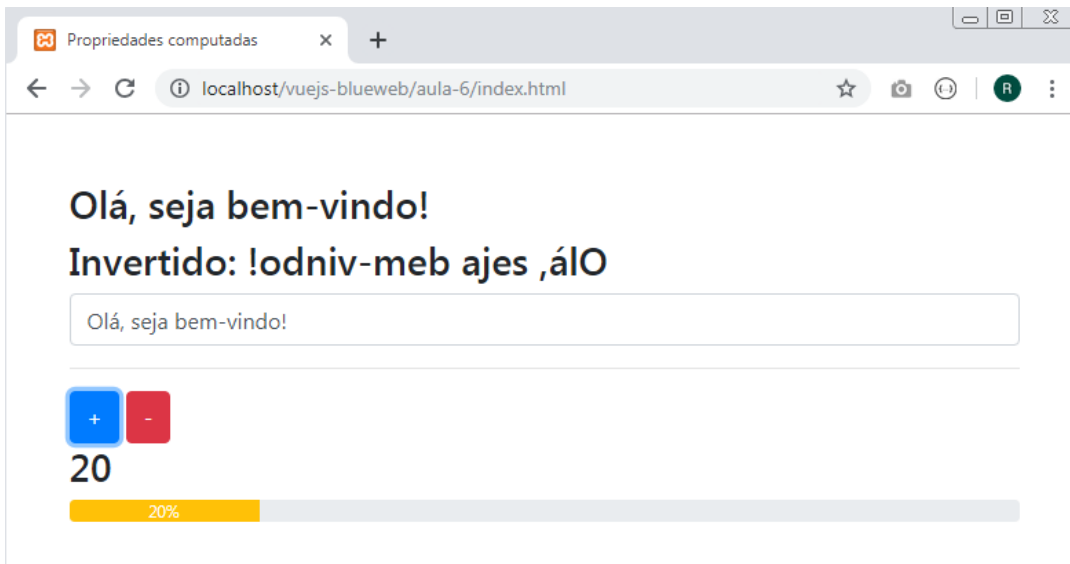 Propriedades computadas
localhost/vuejs-blueweb/aula-6/index.html
R
Olá, seja bem-vindo!
Invertido: !odniv-meb ajes ,álO
Olá, seja bem-vindo!
+ -
20
20%